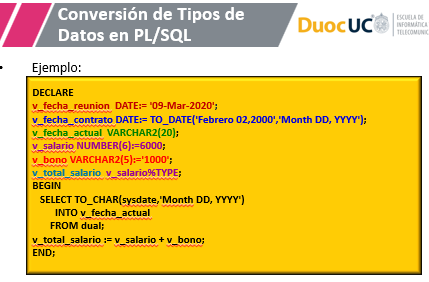 Conversión de Tipos de
Datos en PL/SQL
DuocUC
ESCUELA DE
INFORMÁTICA
TELECOMUNIC
• Ejemplo:
DECLARE
v_fecha_reunion DATE:= '09-Mar-2020';
v_fecha_contrato DATE:= TO_DATE('Febrero 02,2000','Month DD, YYYY');
v_fecha_actual VARCHAR2(20);
v_salario NUMBER(6):=6000;
v_bono VARCHAR2(5):='1000';
v_total_salario v_salario%TYPE;
BEGIN
SELECT TO_CHAR(sysdate,'Month DD, YYYY')
INTO v_fecha_actual
FROM dual;
v_total_salario := v_salario + v_bono;
END;